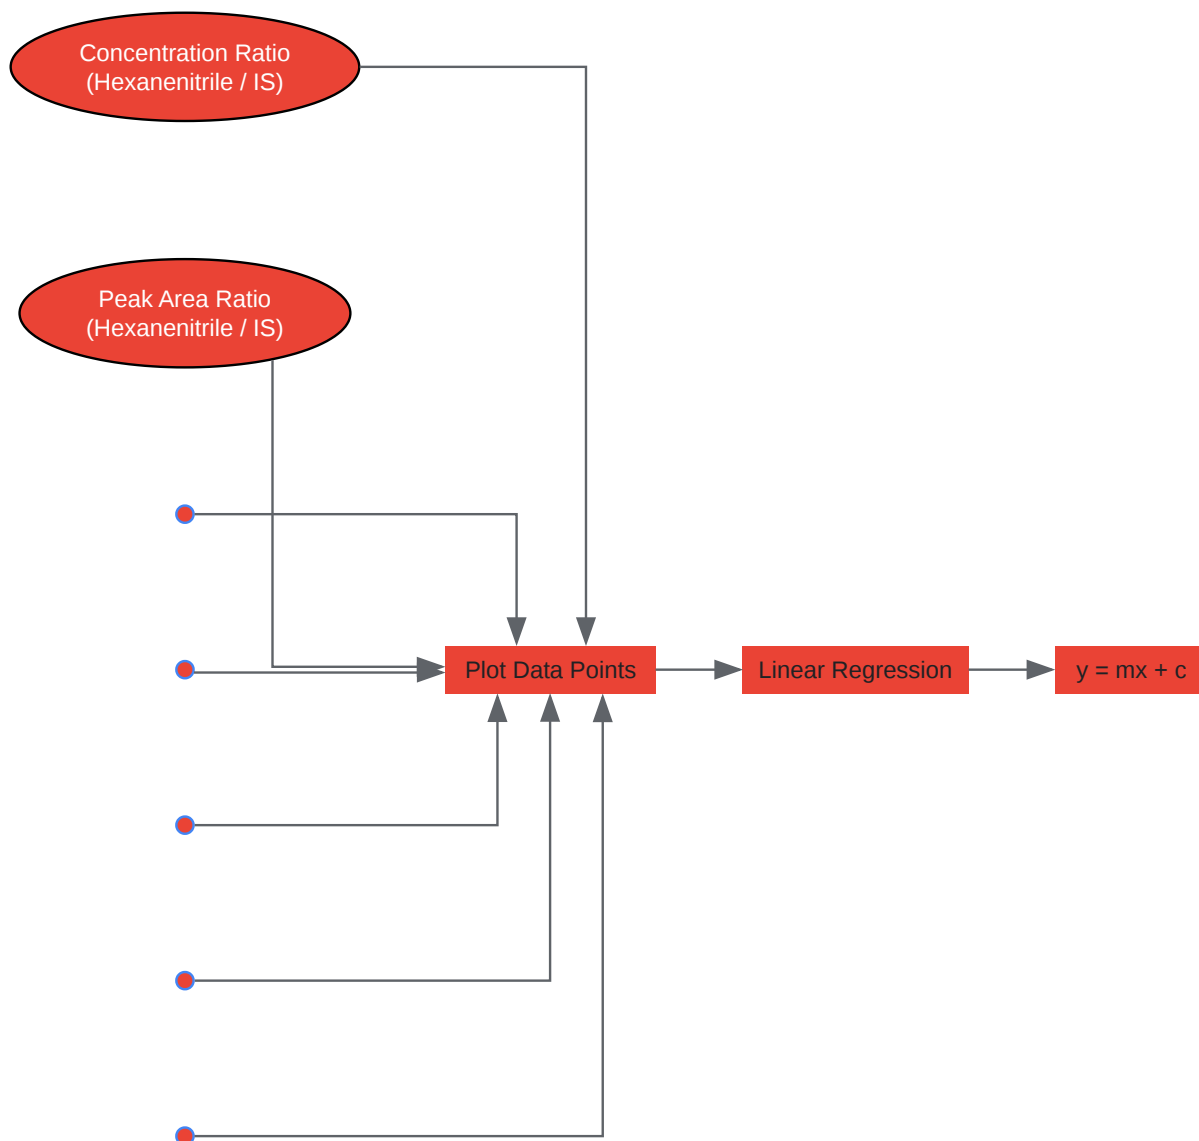 Concentration Ratio
(Hexanenitrile / IS)
Peak Area Ratio
(Hexanenitrile / IS)
Plot Data Points
Linear Regression
y = mx + c